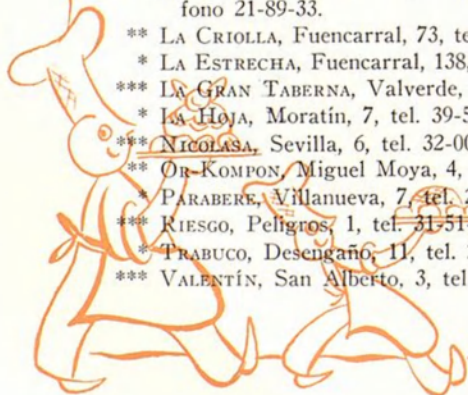 fono 21-89-33.
** LA CRIOLLA, Fuencarral, 73, te
* LA ESTRECHA, Fuencarral, 138,
*** LA GRAN TABERNA, Valverde,
* LA HOJA, Moratín, 7, tel. 39-5
*** NICOLASA, Sevilla, 6, tel. 32-00
** OR-KOMPON, Miguel Moya, 4,
* PARABERE, Villanueva, 7, tel. 2
*** RIESGO, Peligros, 1, tel. 31-51-
* TRABUCO, Desengaño, 11, tel.
*** VALENTÍN, San Alberto, 3, tel